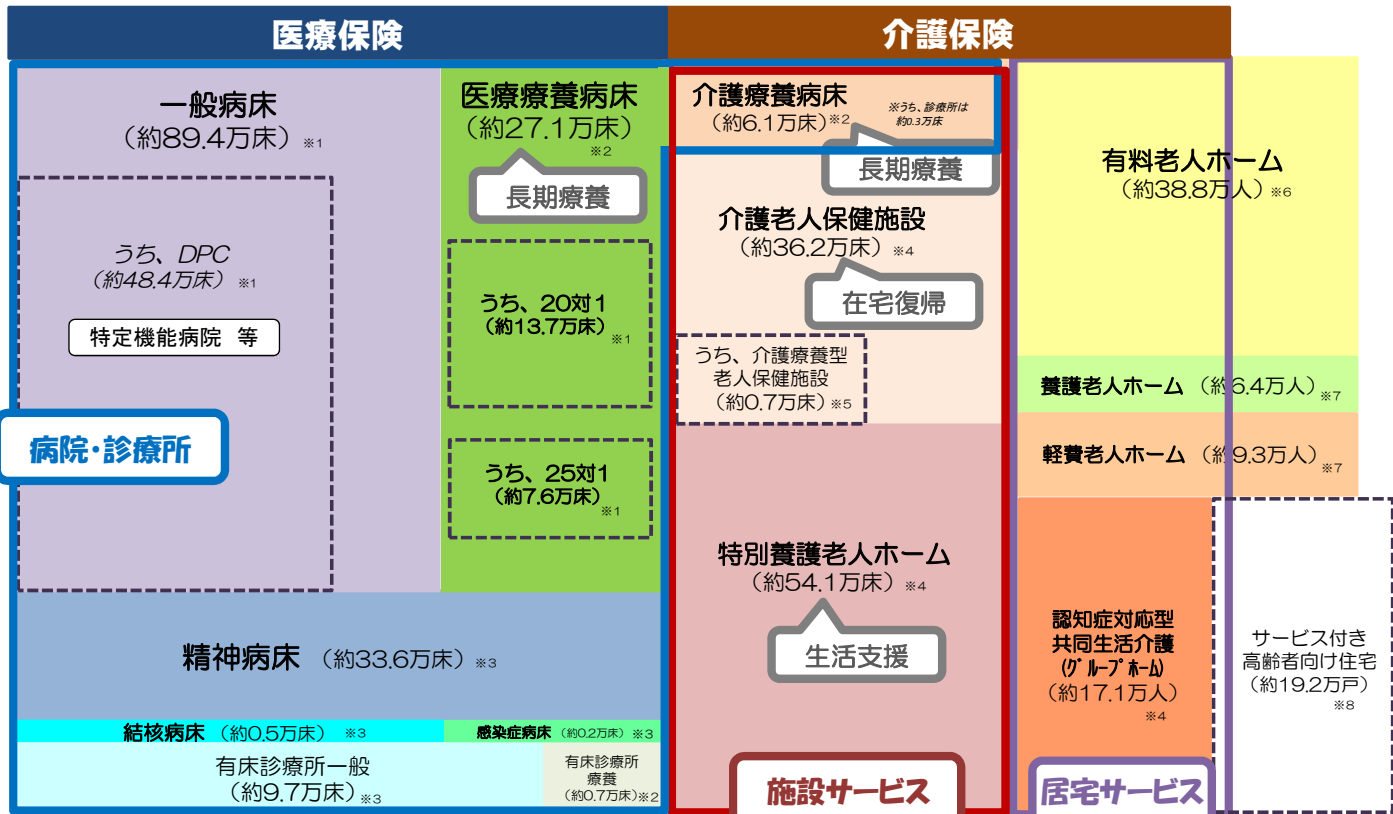 医療保険
介護保険
一般病床
(約89.4万床) ※1
うち、DPC
(約48.4万床) ※1
特定機能病院 等
病院・診療所
医療療養病床
(約27.1万床)
※2
長期療養
うち、20対1
(約13.7万床)
※1
うち、25対1
(約7.6万床)
※1
精神病床 (約33.6万床) ※3
結核病床 (約0.5万床) ※3
感染症病床 (約0.2万床) ※3
有床診療所一般
(約9.7万床)※3
有床診療所
療養
(約0.7万床)※2
介護療養病床
(約6.1万床)※2
※うち、診療所は
約0.3万床
長期療養
介護老人保健施設
(約36.2万床) ※4
在宅復帰
うち、介護療養型
老人保健施設
(約0.7万床) ※5
特別養護老人ホーム
(約54.1万床) ※4
生活支援
施設サービス
有料老人ホーム
(約38.8万人) ※6
養護老人ホーム (約6.4万人) ※7
軽費老人ホーム (約9.3万人) ※7
認知症対応型
共同生活介護
(グループホーム)
(約17.1万人)
※4
居宅サービス
サービス付き
高齢者向け住宅
(約19.2万戸)
※8